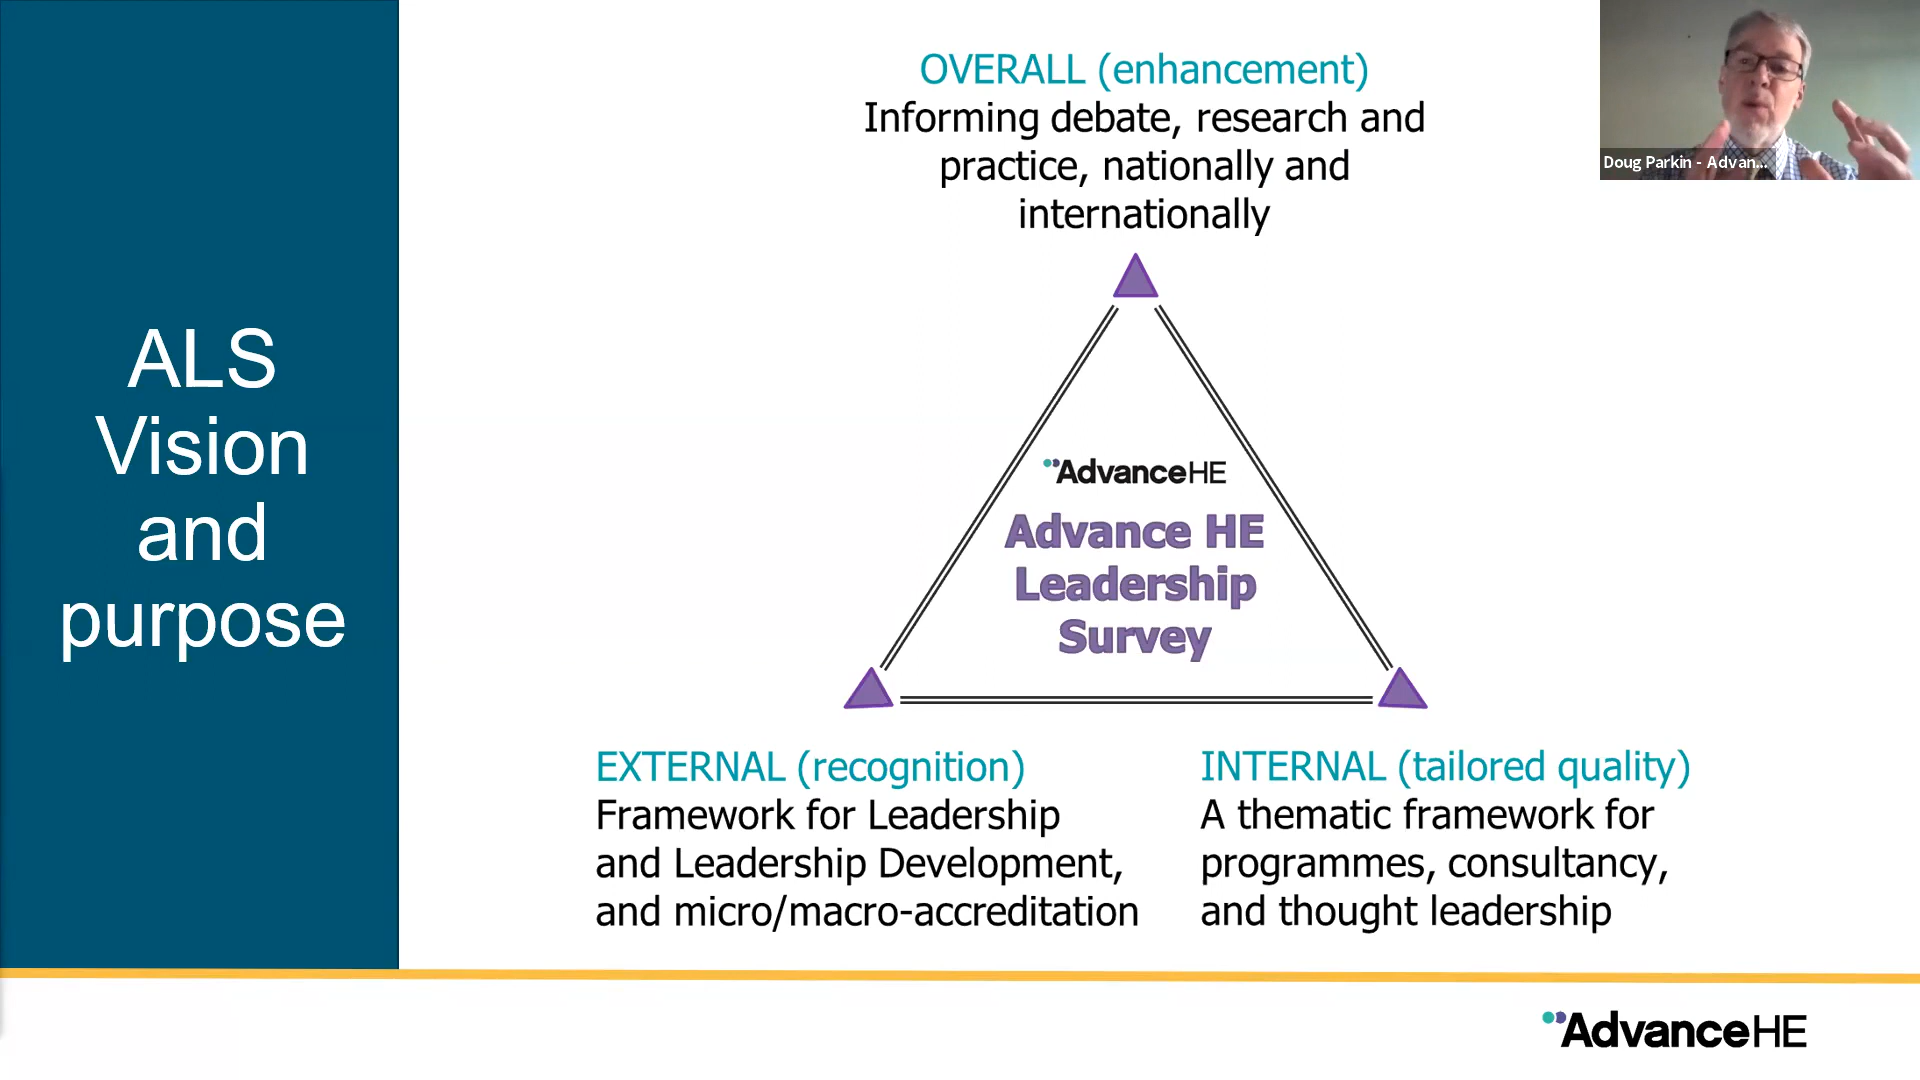 ALS
Vision
and
purpose
OVERALL (enhancement)
Informing debate, research and
practice, nationally and
internationally
AdvanceHE
Advance HE
Leadership
Survey
EXTERNAL (recognition)
Framework for Leadership
and Leadership Development,
and micro/macro-accreditation
INTERNAL (tailored quality)
A thematic framework for
programmes, consultancy,
and thought leadership
Doug Parkin - Advan...
AdvanceHE